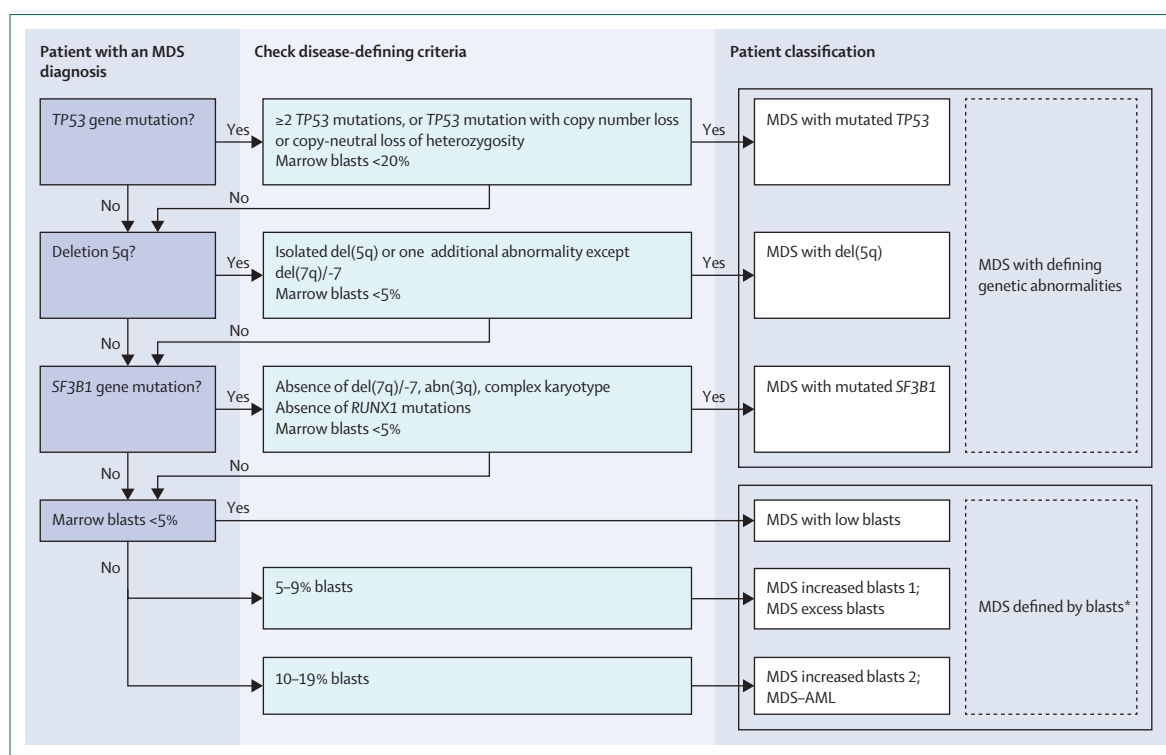 Patient with an MDS
diagnosis
Check disease-defining criteria
Patient classification
TP53 gene mutation?
Yes
≥2 TP53 mutations, or TP53 mutation with copy number loss
or copy-neutral loss of heterozygosity
Marrow blasts <20%
Yes
MDS with mutated TP53
No
No
Deletion 5q?
Yes
Isolated del(5q) or one additional abnormality except
del(7q)/-7
Marrow blasts <5%
Yes
MDS with del(5q)
MDS with defining
genetic abnormalities
No
No
SF3B1 gene mutation?
Yes
Absence of del(7q)/-7, abn(3q), complex karyotype
Absence of RUNX1 mutations
Marrow blasts <5%
Yes
MDS with mutated SF3B1
No
No
Marrow blasts <5%
Yes
MDS with low blasts
No
5–9% blasts
MDS increased blasts 1;
MDS excess blasts
MDS defined by blasts*
10–19% blasts
MDS increased blasts 2;
MDS–AML